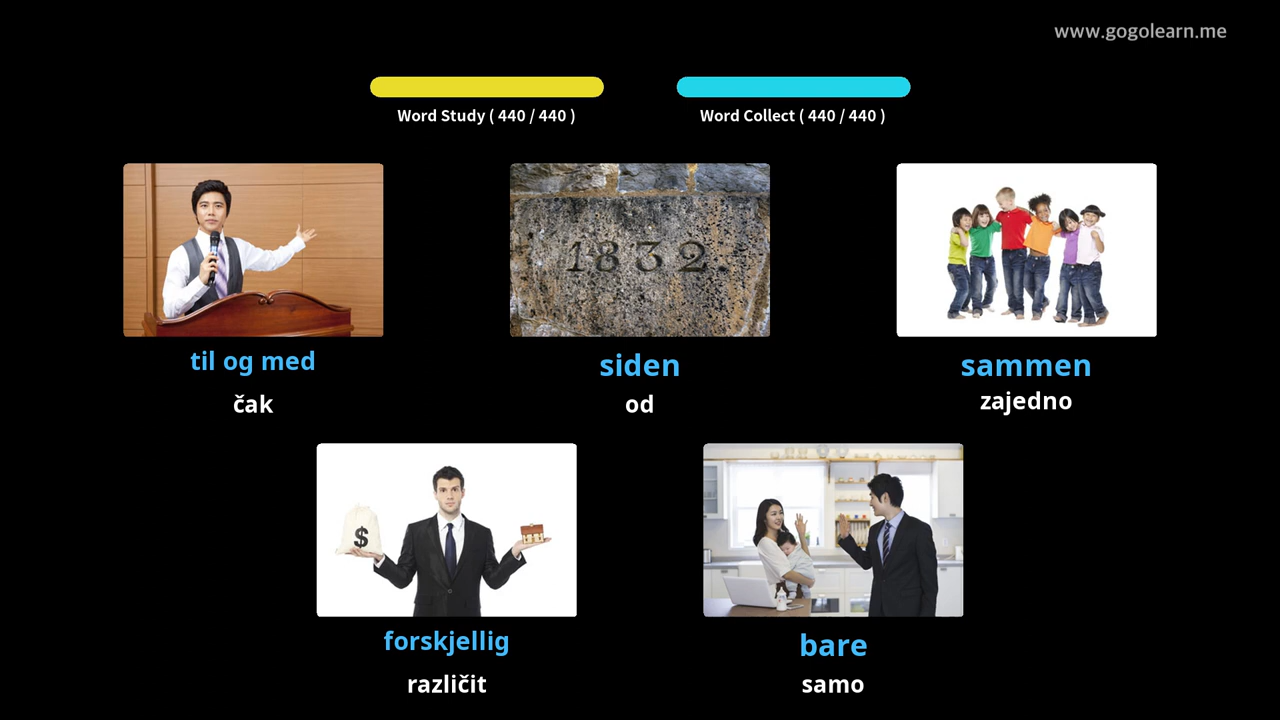 www.gogolearn.me
Word Study ( 440 / 440 )
Word Collect ( 440 / 440 )
1832.
$
til og med
siden
sammen
čak
od
zajedno
forskjellig
bare
različit
samo